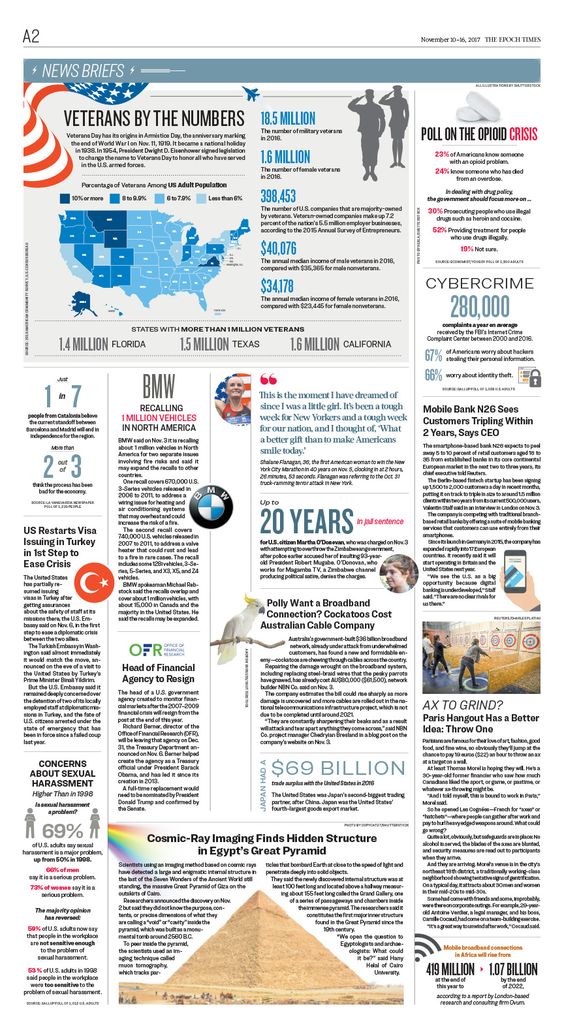 A2
November 10–16, 2017 THE EPOCH TIMES
NEWS BRIEFS
ALL ILLUSTRATIONS BY SHUTTERSTOCK
VETERANS BY THE NUMBERS
Veterans Day has its origins in Armistice Day, the anniversary marking
the end of World War I on Nov. 11, 1919. It became a national holiday
in 1938. In 1954, President Dwight D. Eisenhower signed legislation
to change the name to Veterans Day to honor all who have served
in the U.S. armed forces.
Percentage of Veterans Among US Adult Population
10% or more
8 to 9.9%
6 to 7.9%
Less than 6%
18.5 MILLION
The number of military veterans
in 2016.
1.6 MILLION
The number of female veterans
in 2016.
398,453
The number of U.S. companies that are majority-owned
by veterans. Veteran-owned companies make up 7.2
percent of the nation's 5.5 million employer businesses,
according to the 2015 Annual Survey of Entrepreneurs.
$40,076
The annual median income of male veterans in 2016,
compared with $35,365 for male nonveterans.
$34,178
The annual median income of female veterans in 2016,
compared with $23,445 for female nonveterans.
STATES WITH MORE THAN 1 MILLION VETERANS
1.4 MILLION FLORIDA
1.5 MILLION TEXAS
1.6 MILLION CALIFORNIA
POLL ON THE OPIOID CRISIS
23% of Americans know someone
with an opioid problem.
24% know someone who has died
from an overdose.
In dealing with drug policy,
the government should focus more on ...
30% Prosecuting people who use illegal
drugs such as heroin and cocaine.
52% Providing treatment for people
who use drugs illegally.
19% Not sure.
CYBERCRIME
280,000
complaints a year on average
received by the FBI's Internet Crime
Complaint Center between 2000 and 2016.
67% of Americans worry about hackers
stealing their personal information.
66% worry about identity theft.
Just
1 in 7
people from Catalonia believe
the current standoff between
Barcelona and Madrid will end in
independence for the region.
More than
2 out of 3
think the process has been
bad for the economy.
US Restarts Visa
Issuing in Turkey
in 1st Step to
Ease Crisis
The United States
has partially re-
sumed issuing
visas in Turkey after
getting assurances
about the safety of staff at its
missions there, the U.S. Em-
bassy said on Nov. 6, in the first
step to ease a diplomatic crisis
between the two states.
The Turkish Embassy in Wash-
ington said almost immediately
it would match the move, an-
nounced on the eve of a visit to
the United States by Turkey's
Prime Minister Binali Yildirim.
But the U.S. Embassy said it
remained deeply concerned over
the detention of two of its locally
employed staff at diplomatic mis-
sions in Turkey, and the fate of
U.S. citizens arrested under the
state of emergency that has
been in force since a failed coup
last year.
CONCERNS
ABOUT SEXUAL
HARASSMENT
Higher Than in 1998
Is sexual harassment
a problem?
69%
of U.S. adults say sexual
harassment is a major problem,
up from 50% in 1998.
66% of men
say it is a serious problem.
73% of women say it is a
serious problem.
The majority opinion
has reversed:
59% of U.S. adults now say
that people in the workplace
are not sensitive enough
to the problem of
sexual harassment.
53% of U.S. adults in 1998
said people in the workplace
were too sensitive to the
problem of sexual harassment.
BMW
RECALLING
1 MILLION VEHICLES
IN NORTH AMERICA
BMW said on Nov. 3 it is recalling
about 1 million vehicles in North
America for two separate issues
involving fire risks and said it
may expand the recalls to other
countries.
One recall covers 670,000 U.S.
3-Series vehicles released in
2006 to 2011, to address a
wiring issue for heating and
air conditioning systems
that may overheat and could
increase the risk of a fire.
The second recall covers
740,000 U.S. vehicles released in
2007 to 2011, to address a valve
heater that could rust and lead
to a fire in rare cases. The recall
includes some 128i vehicles, 3-Se-
ries, 5-Series, and X3, X5, and Z4
vehicles.
BMW spokesman Michael Reb-
stock said the recalls overlap and
cover about 1 million vehicles, with
about 15,000 in Canada and the
majority in the United States. He
said the recalls may be expanded.
BMW
OFR OFFICE OF
FINANCIAL
RESEARCH
Head of Financial
Agency to Resign
The head of a U.S. government
agency created to monitor finan-
cial markets after the 2007–2009
financial crisis will resign from the
post at the end of this year.
Richard Berner, director of the
Office of Financial Research (OFR),
will be leaving that agency on Dec.
31, the Treasury Department an-
nounced on Nov. 6. Berner helped
create the agency as a Treasury
official under President Barack
Obama, and has led it since its
creation in 2013.
A full-time replacement would
need to be nominated by President
Donald Trump and confirmed by
the Senate.
This is the moment I have dreamed of
since I was a little girl. It's been a tough
week for New Yorkers and a tough week
for our nation, and I thought of, 'What
a better gift than to make Americans
smile today.'
Shalane Flanagan, 36, the first American woman to win the New
York City Marathon in 40 years on Nov. 5, clocking in at 2 hours,
26 minutes, 53 seconds. Flanagan was referring to the Oct. 31
truck-ramming terror attack in New York.
Up to
20 YEARS in jail sentence
for U.S. citizen Martha O'Donovan, who was charged on Nov. 3
with attempting to overthrow the Zimbabwean government,
after police earlier accused her of insulting 93-year-
old President Robert Mugabe. O'Donovan, who
works for Magamba TV, a Zimbabwe channel
producing political satire, denies the charges.
Polly Want a Broadband
Connection? Cockatoos Cost
Australian Cable Company
Australia's government-built $36 billion broadband
network, already under attack from underwhelmed
customers, has found a new and formidable en-
emy—cockatoos are chewing through cables across the country.
Repairing the damage wrought on the broadband system,
including replacing steel-braid wires that the pesky parrots
have gnawed, has already cost AU$80,000 ($61,500), network
builder NBN Co. said on Nov. 3.
The company estimates the bill could rise sharply as more
damage is uncovered and more cables are rolled out in the na-
tional telecommunications infrastructure project, which is not
due to be completed until around 2021.
"They are constantly sharpening their beaks and as a result
will attack and tear apart anything they come across," said NBN
Co. project manager Chedryian Bresland in a blog post on the
company's website on Nov. 3.
JAPAN HAD A
$69 BILLION
trade surplus with the United States in 2016
The United States was Japan's second-biggest trading
partner, after China. Japan was the United States'
fourth-largest goods export market.
Cosmic-Ray Imaging Finds Hidden Structure
in Egypt's Great Pyramid
Scientists using an imaging method based on cosmic rays
have detected a large and enigmatic internal structure in
the last of the Seven Wonders of the Ancient World still
standing, the massive Great Pyramid of Giza on the
outskirts of Cairo.
Researchers announced the discovery on Nov.
2 but said they did not know the purpose, con-
tents, or precise dimensions of what they
are calling a "void" or "cavity" inside the
pyramid, which was built as a monu-
mental tomb around 2560 B.C.
To peer inside the pyramid,
the scientists used an im-
aging technique called
muon tomography,
which tracks par-
ticles that bombard Earth at close to the speed of light and
penetrate deeply into solid objects.
They said the newly discovered internal structure was at
least 100 feet long and located above a hallway measur-
ing about 155 feet long called the Grand Gallery, one
of a series of passageways and chambers inside
the immense pyramid. The researchers said it
constitutes the first major inner structure
found in the Great Pyramid since the
19th century.
"We open the question to
Egyptologists and archae-
ologists: What could
it be?" said Hany
Helal of Cairo
University.
Mobile Bank N26 Sees
Customers Tripling Within
2 Years, Says CEO
The smartphone-only bank N26 expects to peel
away 5 to 10 percent of retail customers aged 18 to
35 from established banks in its core continental
European market in the next two to three years, its
chief executive told Reuters.
The Berlin-based fintech startup has been signing
up 1,500 to 2,000 customers a day in recent months,
putting it on track to triple in size to around 1.5 million
clients within two years from its current 500,000 users,
Valentin Stalf said in an interview in London on Nov. 3.
The company is competing with traditional branch-
based retail banks by offering a suite of mobile banking
services that customers can use entirely from their
smartphones.
Since its launch in Germany in 2015, the company has
expanded rapidly into 17 European
countries. It recently said it will
start operating in Britain and the
United States next year.
"We see the U.S. as a big
opportunity because digital
banking is underdeveloped," Stalf
said. "There are no clear rivals for
us there."
AX TO GRIND?
Paris Hangout Has a Better
Idea: Throw One
Parisians are famous for their love of art, fashion, good
food, and fine wine, so obviously they'll jump at the
chance to pay 19 euros ($22) an hour to throw an ax
at a target on a wall.
At least Thomas Morel is hoping they will. He's a
30-year-old former financier who saw how much
Canadians liked the sport, or game, or pastime, or
whatever ax-throwing might be.
"And I told myself, this is bound to work in Paris,"
Morel said.
So he opened Les Cognées—French for "axes" or
"hatchets"—where people can gather after work and
pay to hurl heavy edged weapons around. What could
go wrong?
Quite a lot, obviously, but safeguards are in place: No
alcohol is served, the blades of the axes are blunted,
and security measures are read out to participants
when they arrive.
And they are arriving. Morel's venue is in the city's
northeast 11th district, a traditionally working-class
neighborhood showing tentative signs of gentrification.
On a typical day, it attracts about 30 men and women
in their mid-20s to mid-30s.
Some had come with friends and some, improbably,
were there on corporate outings. For example, 29-year-
old Antoine Verdier, a legal manager, and his boss,
Camille Cocaud, had come on a team-building exercise.
"It's a great way to unwind after work," Cocaud said.
Mobile broadband connections
in Africa will rise from
419 MILLION
at the end of
this year to
1.07 BILLION
by the end
of 2022,
according to a report by London-based
research and consulting firm Ovum.